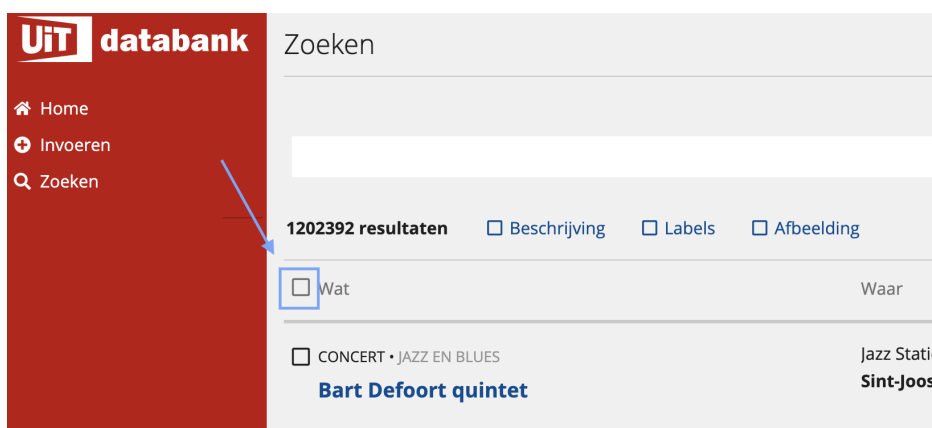 UiT databank
Zoeken
Home
Invoeren
Zoeken
1202392 resultaten Beschrijving Labels Afbeelding
Wat Waar
CONCERT • JAZZ EN BLUES Jazz
Bart Defoort quintet